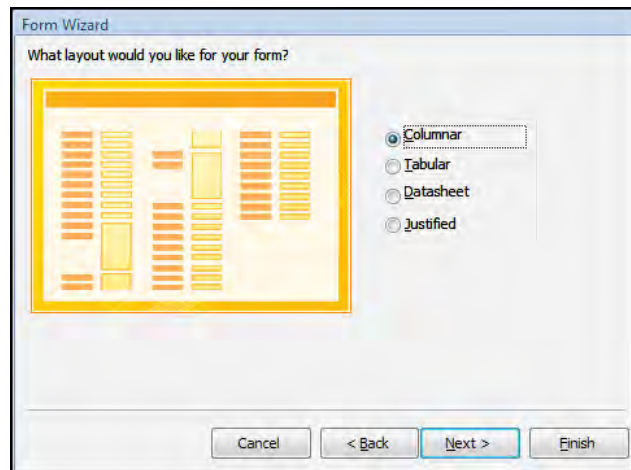 Form Wizard
What layout would you like for your form?
Columnar
Tabular
Datasheet
Justified
Cancel
< Back
Next >
Finish